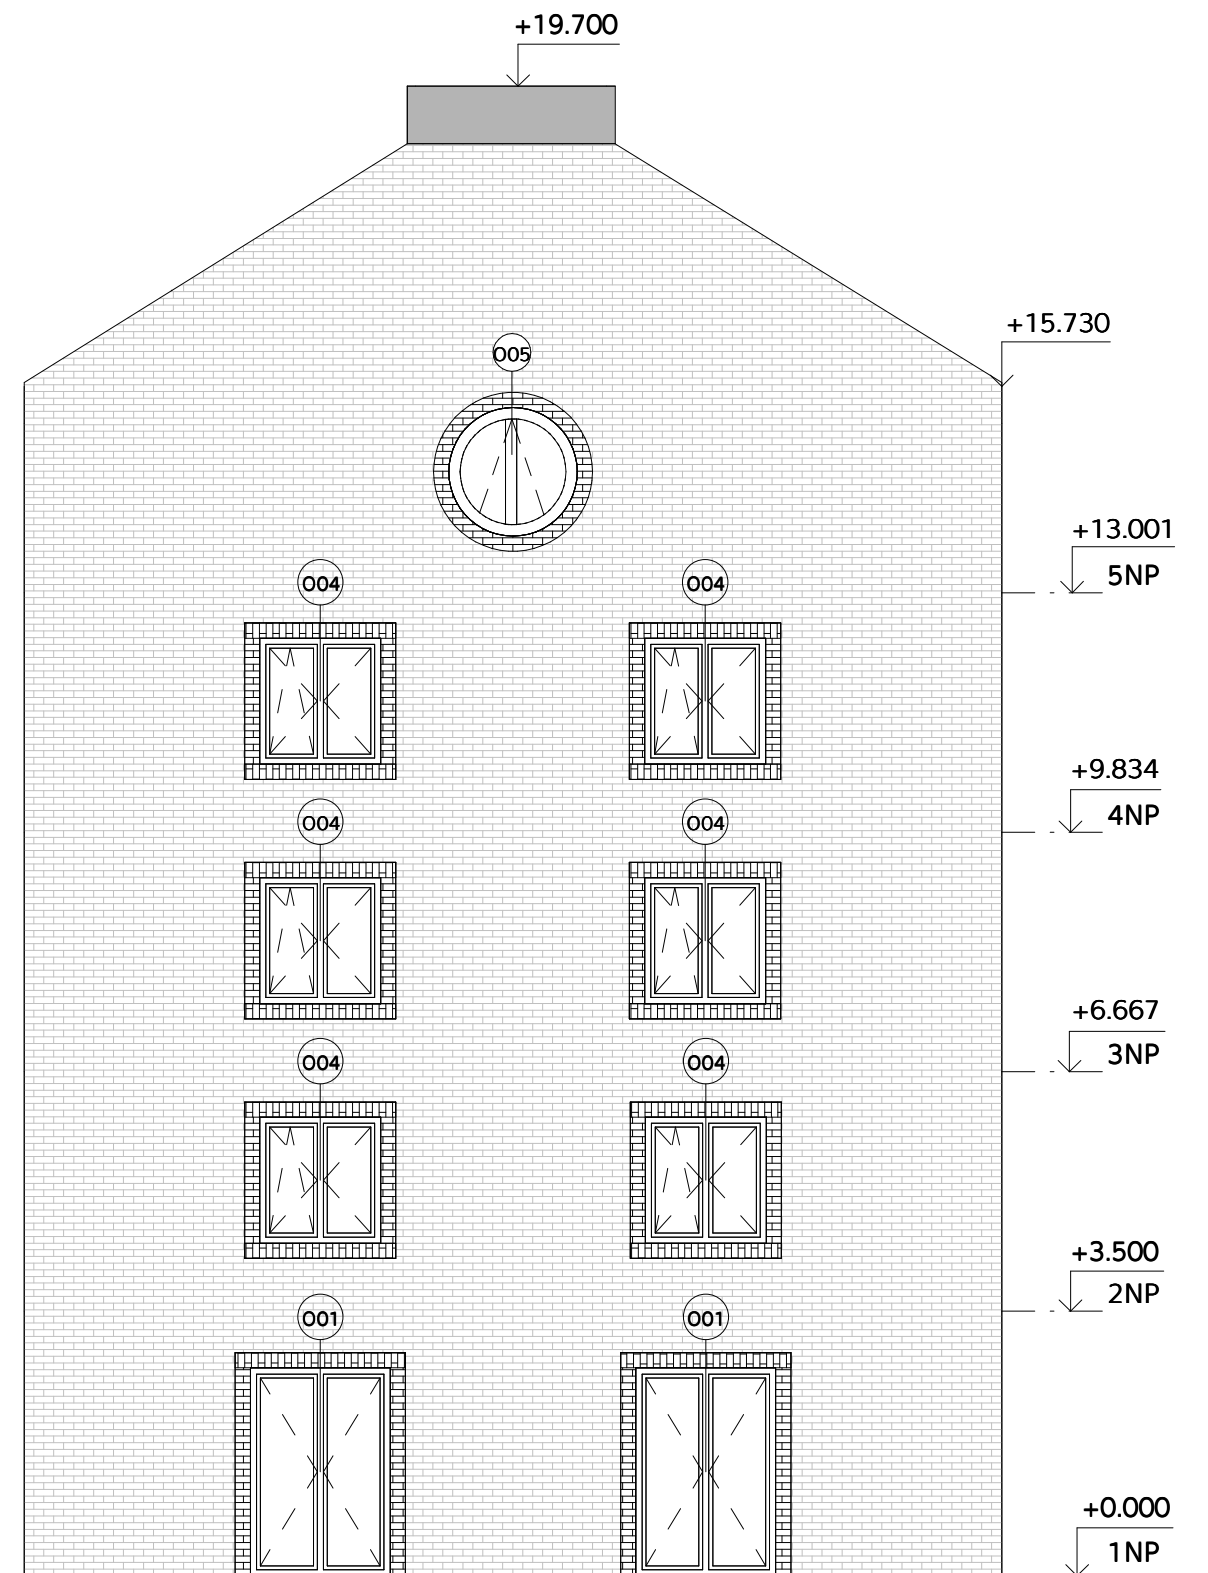 +19.700
+15.730
O05
+13.001
5NP
O04 O04
+9.834
4NP
O04 O04
+6.667
3NP
O04 O04
+3.500
2NP
O01 O01
+0.000
1NP